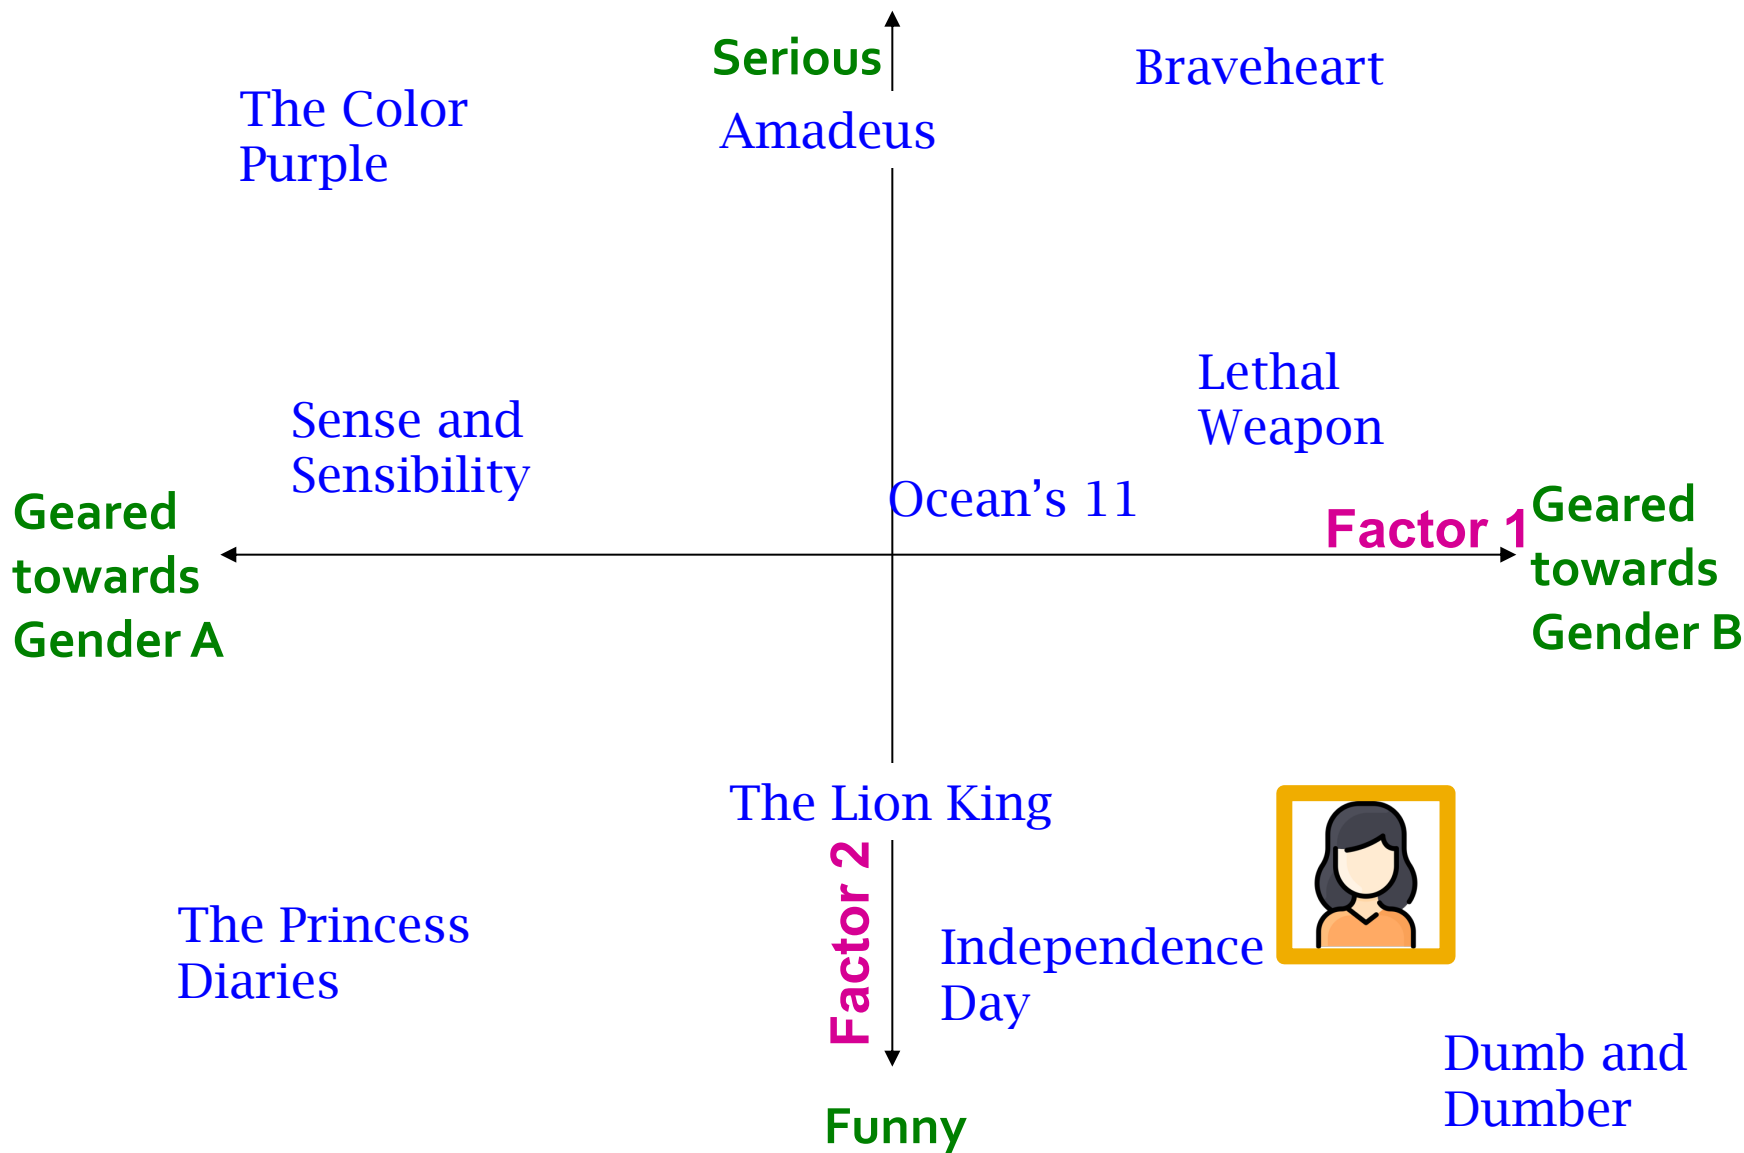 Serious
Braveheart
The Color
Purple
Amadeus
Lethal
Weapon
Sense and
Sensibility
Ocean’s 11
Geared
towards
Gender A
Factor 1
Geared
towards
Gender B
The Lion King
Factor 2
The Princess
Diaries
Independence
Day
Dumb and
Dumber
Funny